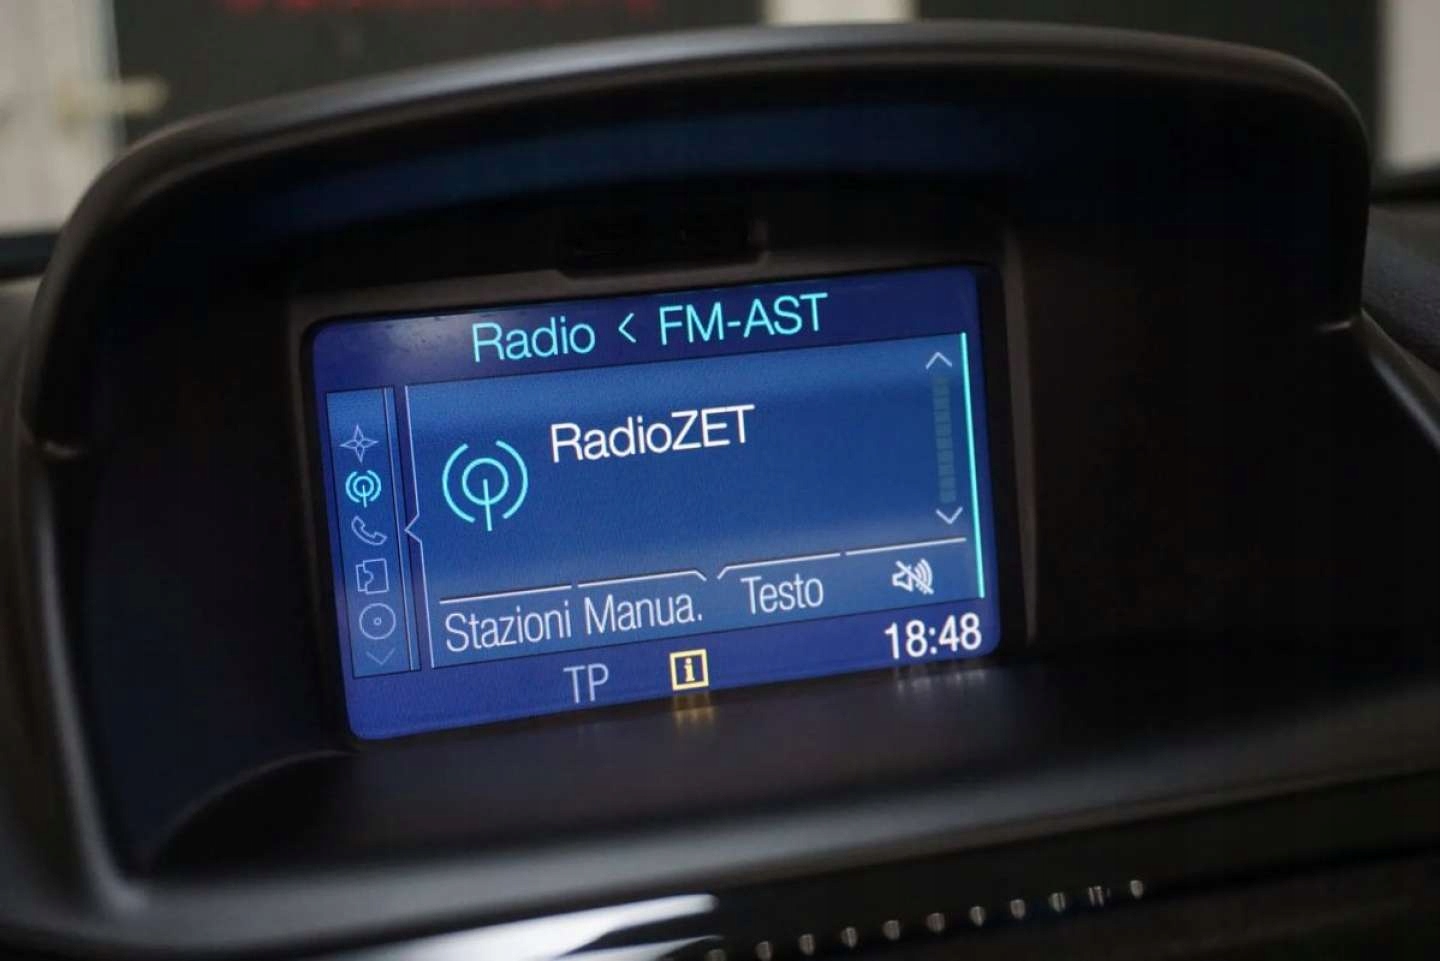 Radio < FM-AST
RadioZET
Stazioni Manua. Testo
TP i 18:48